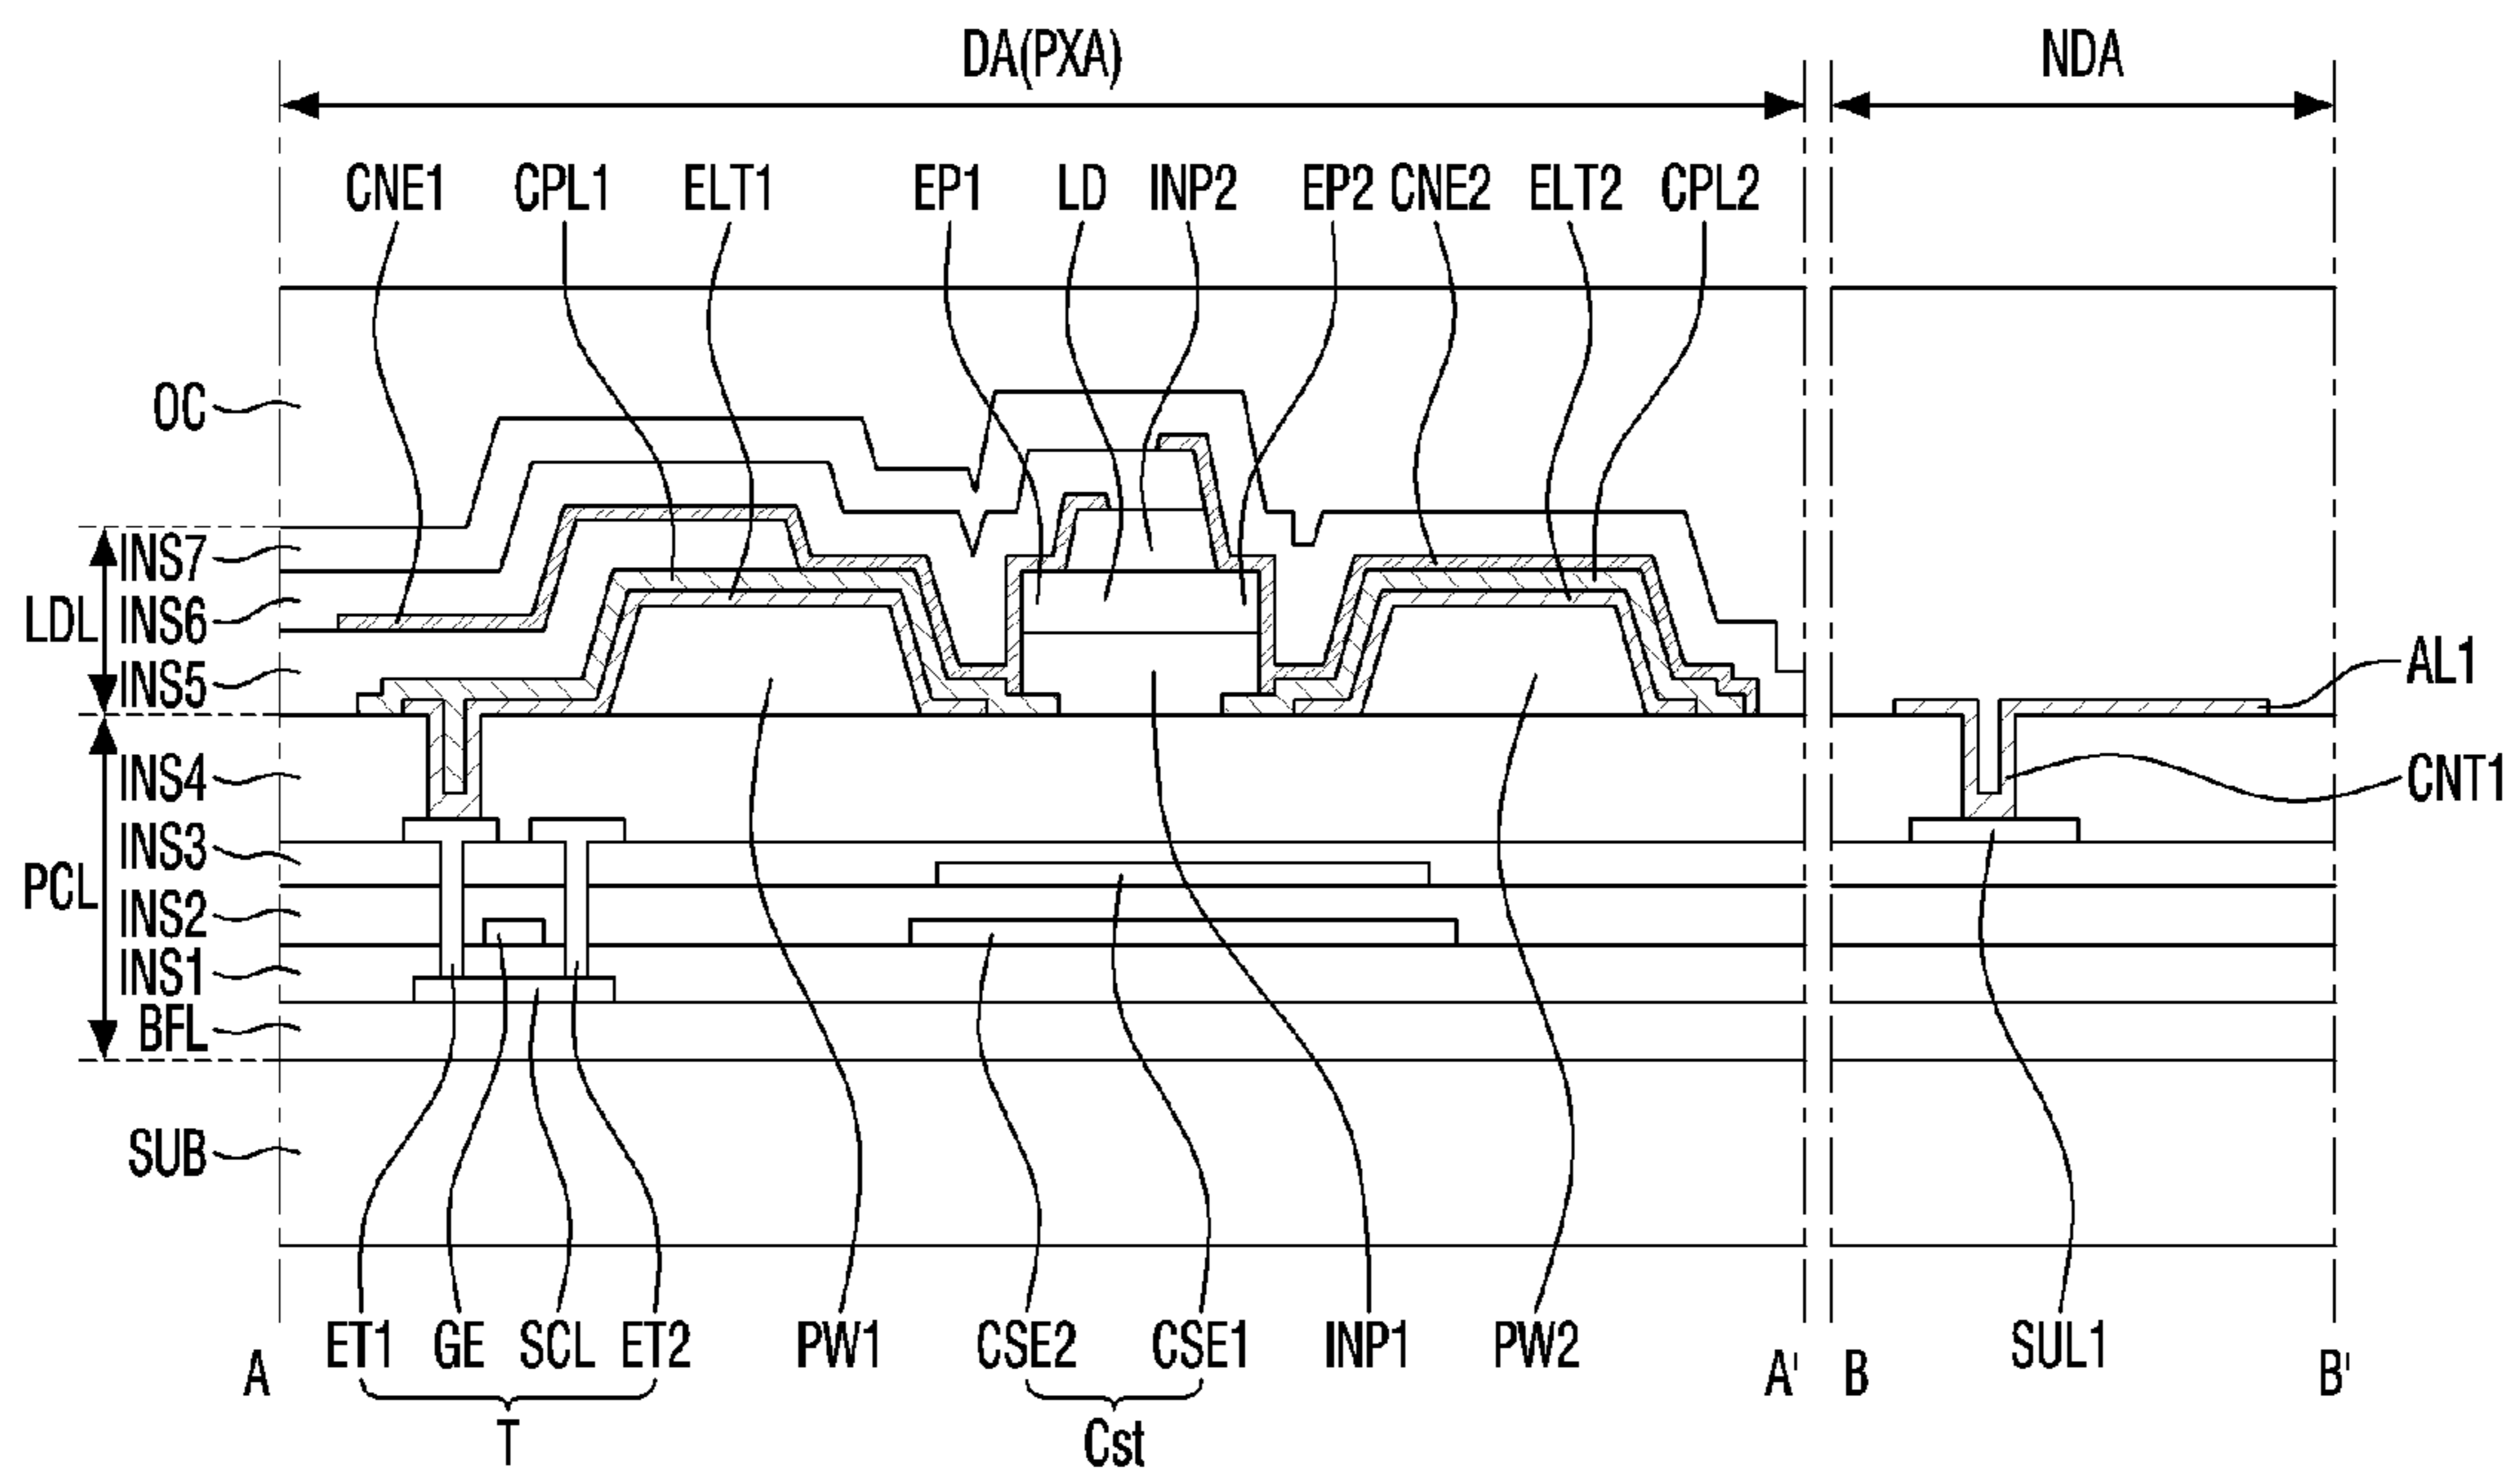 DA(PXA) NDA
CNE1 CPL1 ELT1 EP1 LD INP2 EP2 CNE2 ELT2 CPL2
OC
INS7
LDL INS6
INS5
AL1
INS4
CNT1
INS3
PCL
INS2
INS1
BFL
SUB
ET1 GE SCL ET2 PW1 CSE2 CSE1 INP1 PW2 SUL1
A A' B B'
T Cst